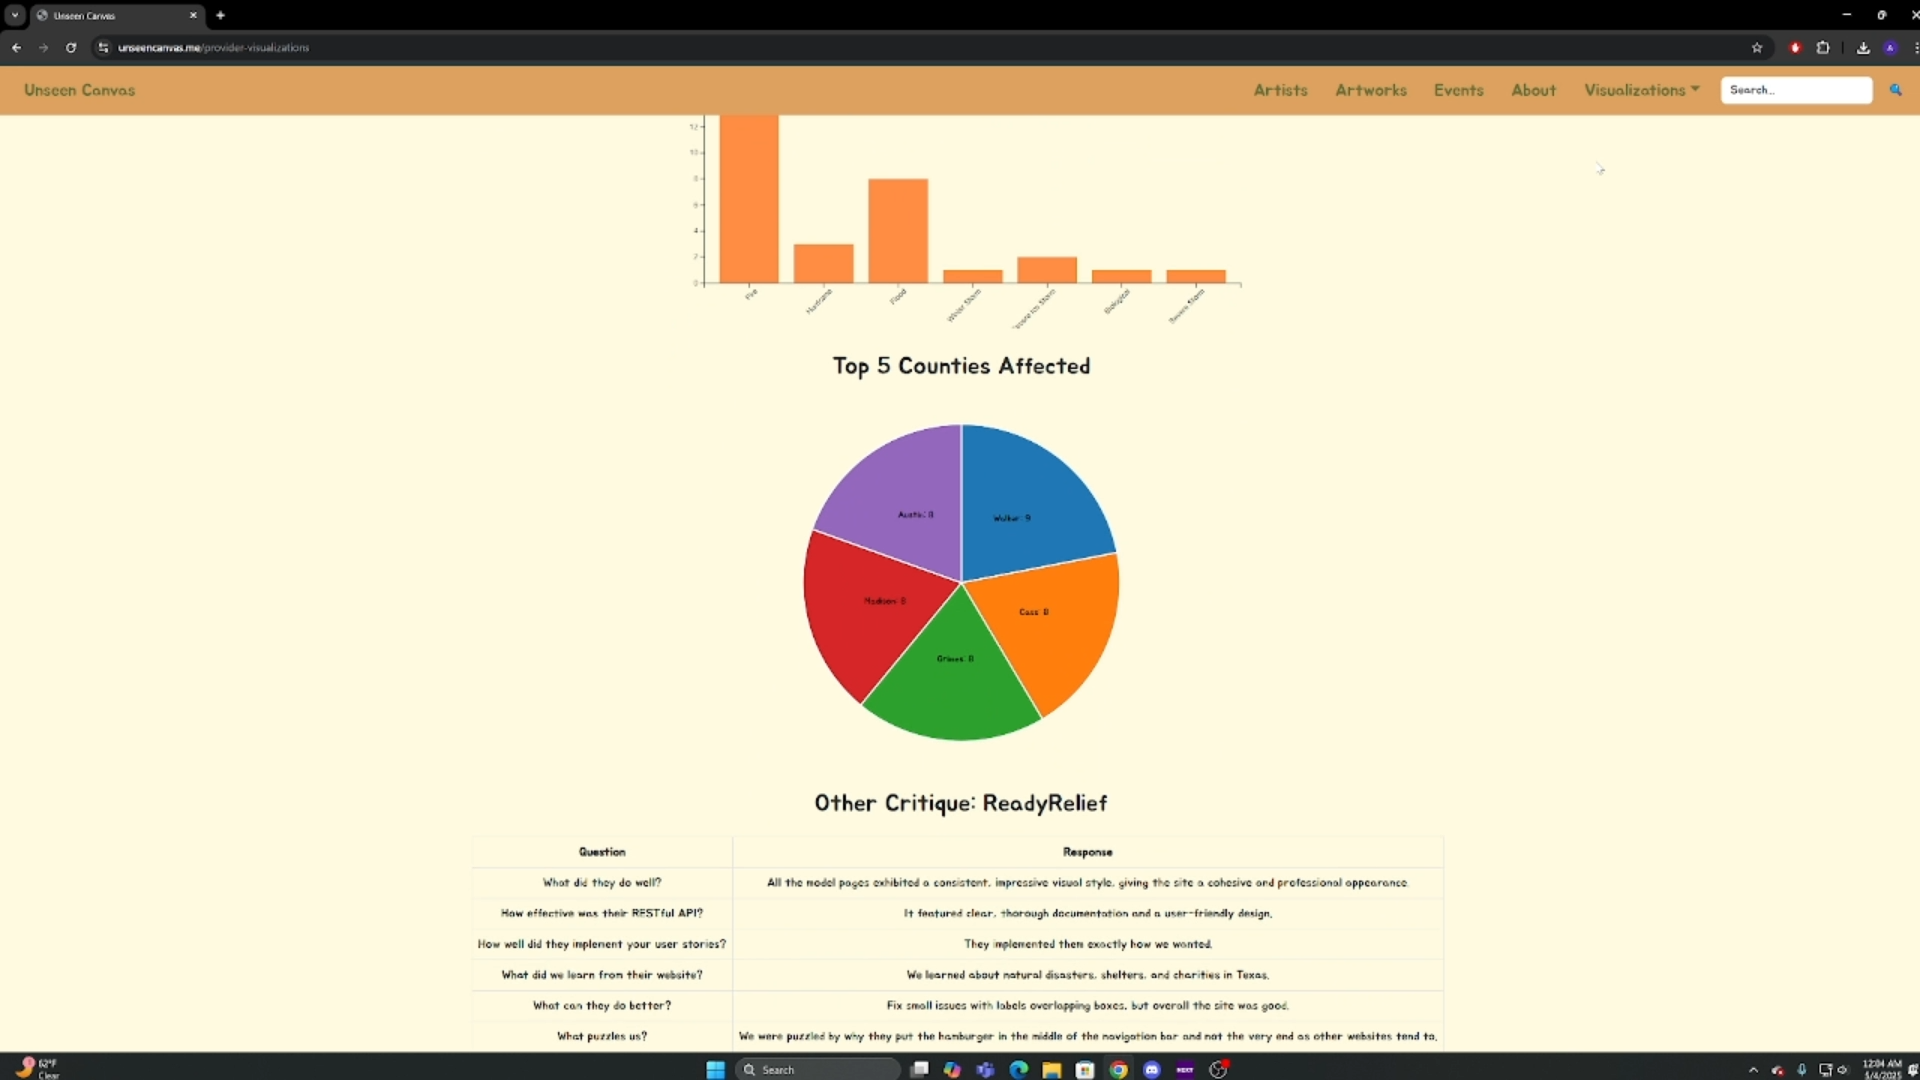 Unseen Canvas
unseencanvas.me/provider-visualizations
Unseen Canvas
Artists Artworks Events About Visualizations Search..
12
10
8
6
4
2
0
Fire Hurricane Flood Winter Storm Ice Storm Biological Severe Storm
Top 5 Counties Affected
Austin: 8
Walker: 9
Madison: 8
Cass: 8
Grimes: 8
Other Critique: ReadyRelief
Question Response
What did they do well? All the model pages exhibited a consistent, impressive visual style, giving the site a cohesive and professional appearance.
How effective was their RESTful API? It featured clear, thorough documentation and a user-friendly design.
How well did they implement your user stories? They implemented them exactly how we wanted.
What did we learn from their website? We learned about natural disasters, shelters, and charities in Texas.
What can they do better? Fix small issues with labels overlapping boxes, but overall the site was good.
What puzzles us? We were puzzled by why they put the hamburger in the middle of the navigation bar and not the very end as other websites tend to.
62°F
Clear
Search
NEXT
12:04 AM
5/4/2025